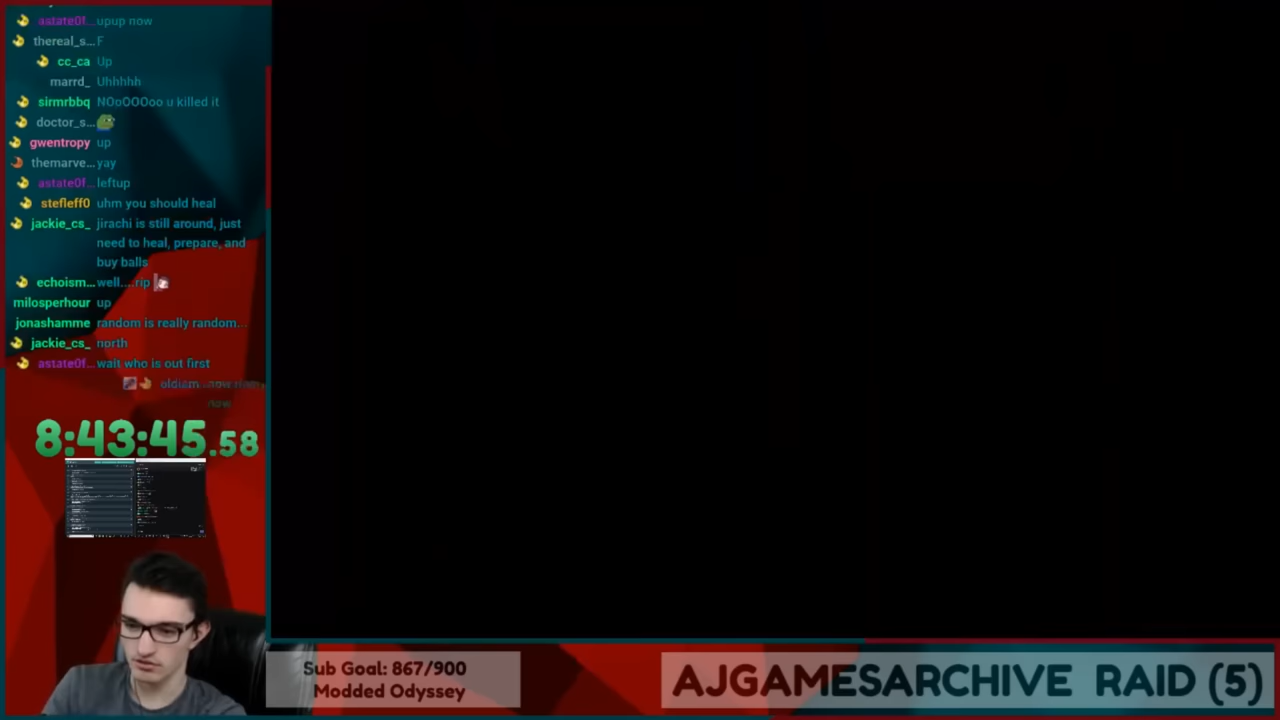 astate0f... upup now
thereal_s... F
cc_ca Up
marrd_ Uhhhhh
sirmrbbq NOoOOOoo u killed it
doctor_s...
gwentropy up
themarve... yay
astate0f... leftup
stefleff0 uhm you should heal
jackie_cs_ jirachi is still around, just
need to heal, prepare, and
buy balls
echoism... well....rip
milosperhour up
jonashamme random is really random...
jackie_cs_ north
astate0f... wait who is out first
now
8:43:45.58
Sub Goal: 867/900
Modded Odyssey
AJGAMESARCHIVE RAID (5)